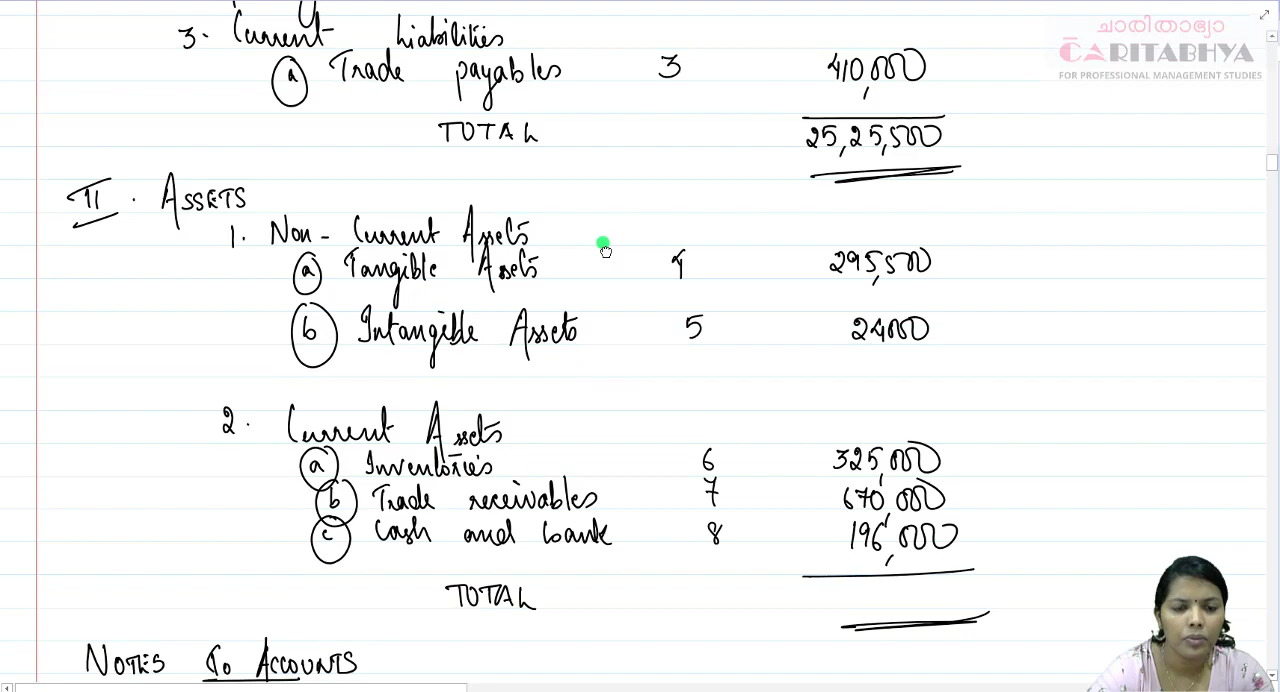 ചാരിതാഭ്യാ
CARITABHYA
FOR PROFESSIONAL MANAGEMENT STUDIES
3. Current Liabilities
a Trade payables 3 410,000
TOTAL 25,25,500
II. ASSETS
1. Non-Current Assets
a Tangible Assets 4 295,500
b Intangible Assets 5 24000
2. Current Assets
a Inventories 6 325,000
b Trade receivables 7 670,000
c Cash and bank 8 196,000
TOTAL
NOTES TO ACCOUNTS